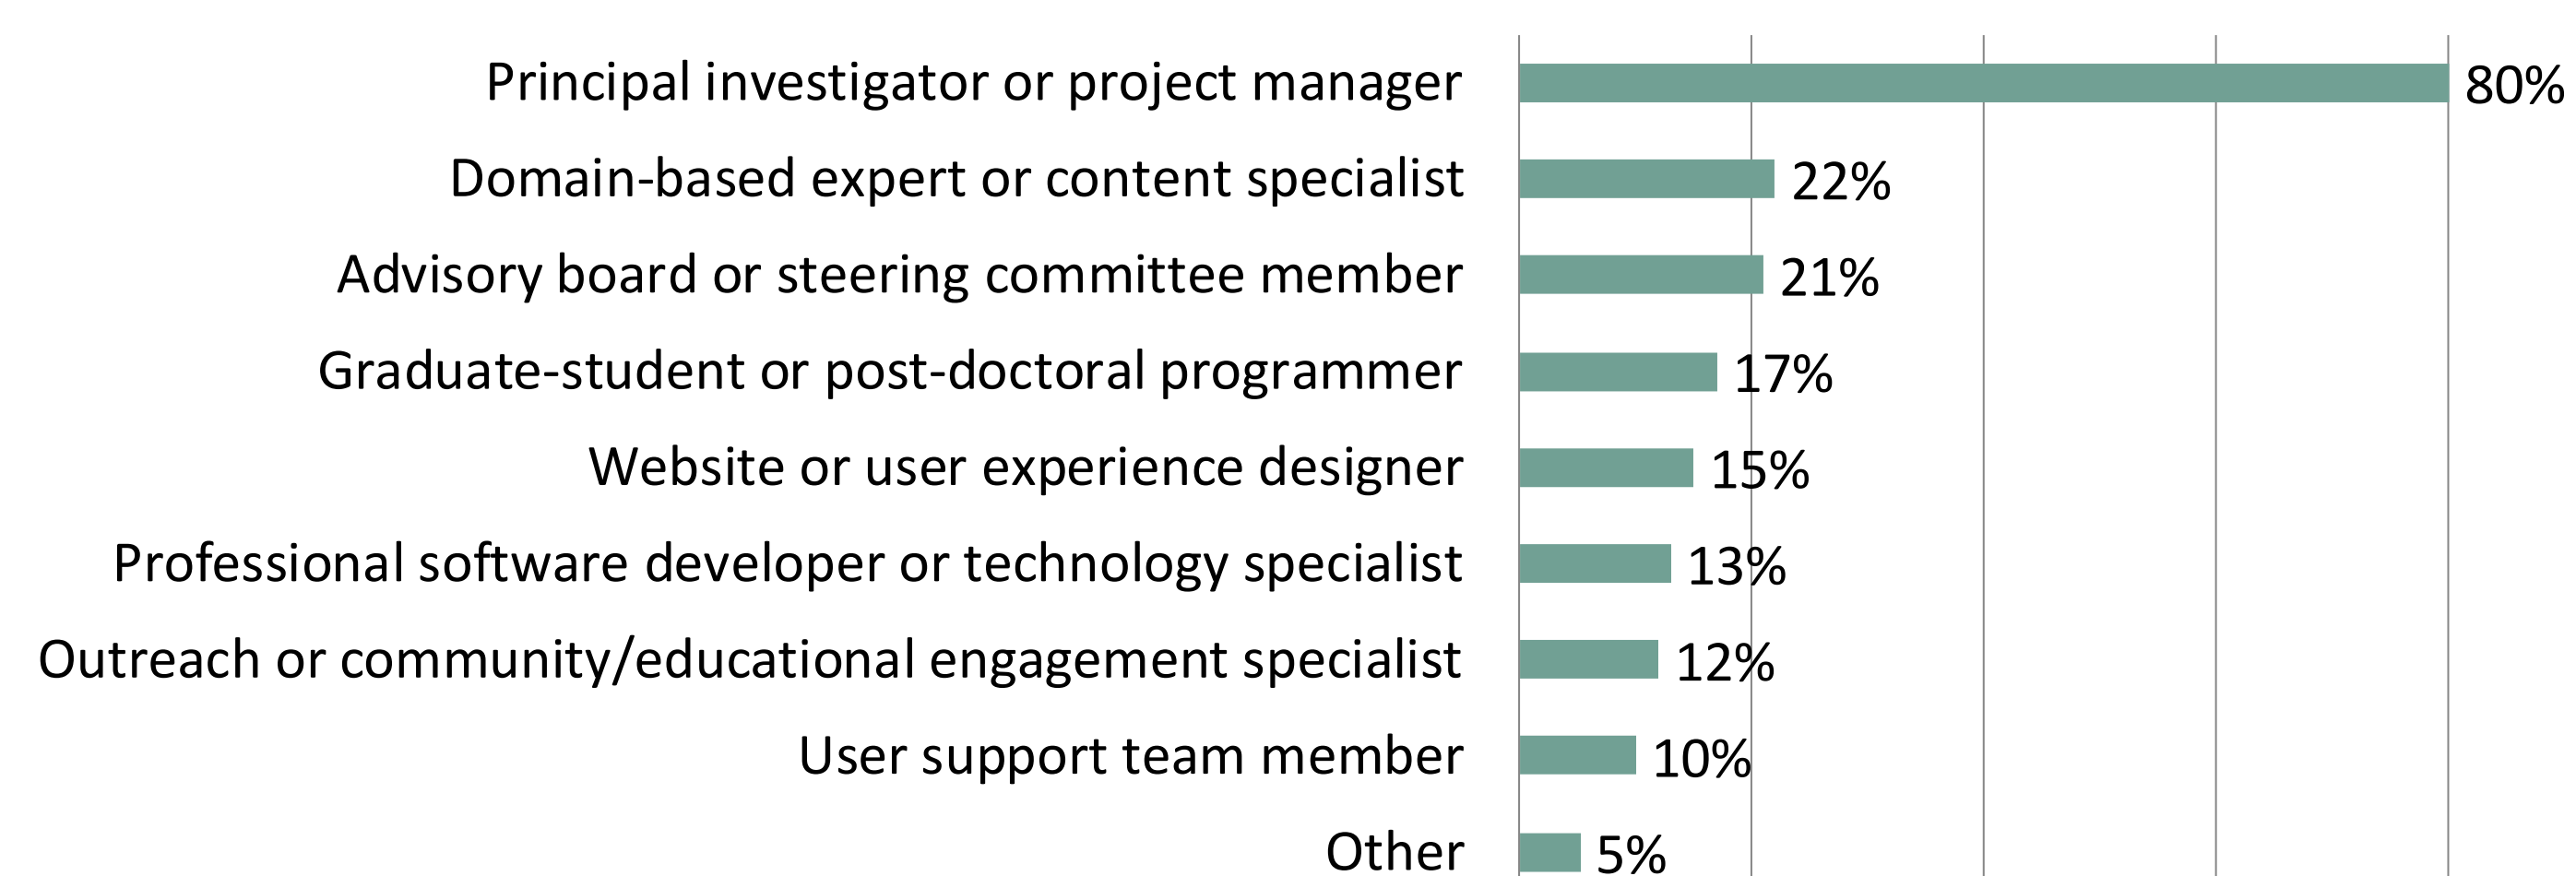 Principal investigator or project manager 80%
Domain-based expert or content specialist 22%
Advisory board or steering committee member 21%
Graduate-student or post-doctoral programmer 17%
Website or user experience designer 15%
Professional software developer or technology specialist 13%
Outreach or community/educational engagement specialist 12%
User support team member 10%
Other 5%